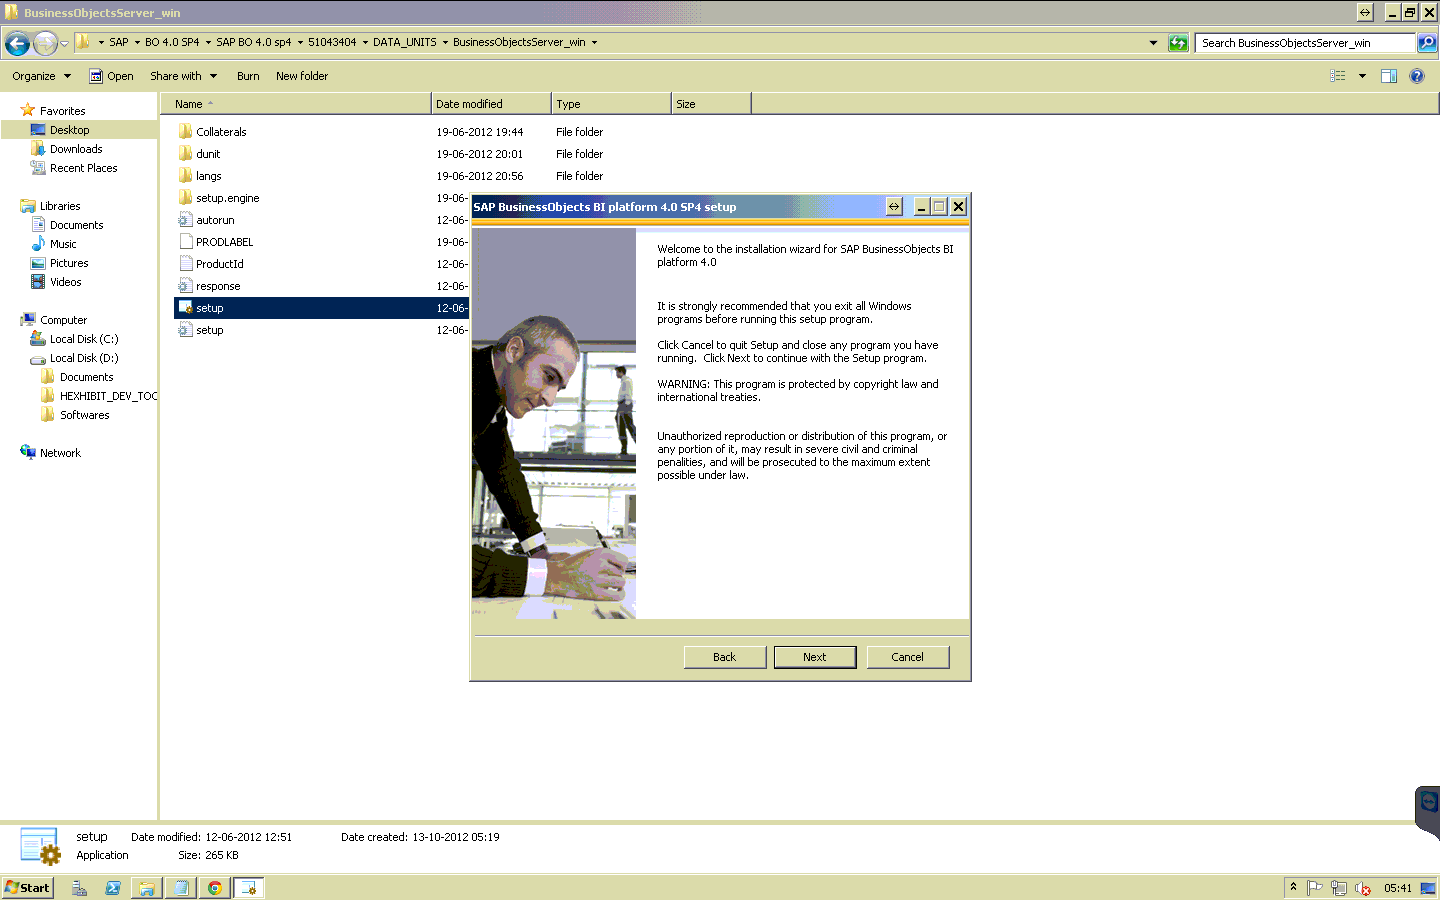 BusinessObjectsServer_win
SAP BO 4.0 SP4 SAP BO 4.0 sp4 51043404 DATA_UNITS BusinessObjectsServer_win
Search BusinessObjectsServer_win
Organize Open Share with Burn New folder
Favorites
Desktop
Downloads
Recent Places
Libraries
Documents
Music
Pictures
Videos
Computer
Local Disk (C:)
Local Disk (D:)
Documents
HEXHIBIT_DEV_TOO
Softwares
Network
Name Date modified Type Size
Collaterals 19-06-2012 19:44 File folder
dunit 19-06-2012 20:01 File folder
langs 19-06-2012 20:56 File folder
setup.engine 19-06-
autorun 12-06-
PRODLABEL 19-06-
ProductId 12-06-
response 12-06-
setup 12-06-
setup 12-06-
SAP BusinessObjects BI platform 4.0 SP4 setup
Welcome to the installation wizard for SAP BusinessObjects BI
platform 4.0
It is strongly recommended that you exit all Windows
programs before running this setup program.
Click Cancel to quit Setup and close any program you have
running. Click Next to continue with the Setup program.
WARNING: This program is protected by copyright law and
international treaties.
Unauthorized reproduction or distribution of this program, or
any portion of it, may result in severe civil and criminal
penalties, and will be prosecuted to the maximum extent
possible under law.
Back Next Cancel
setup Date modified: 12-06-2012 12:51 Date created: 13-10-2012 05:19
Application Size: 265 KB
Start 05:41